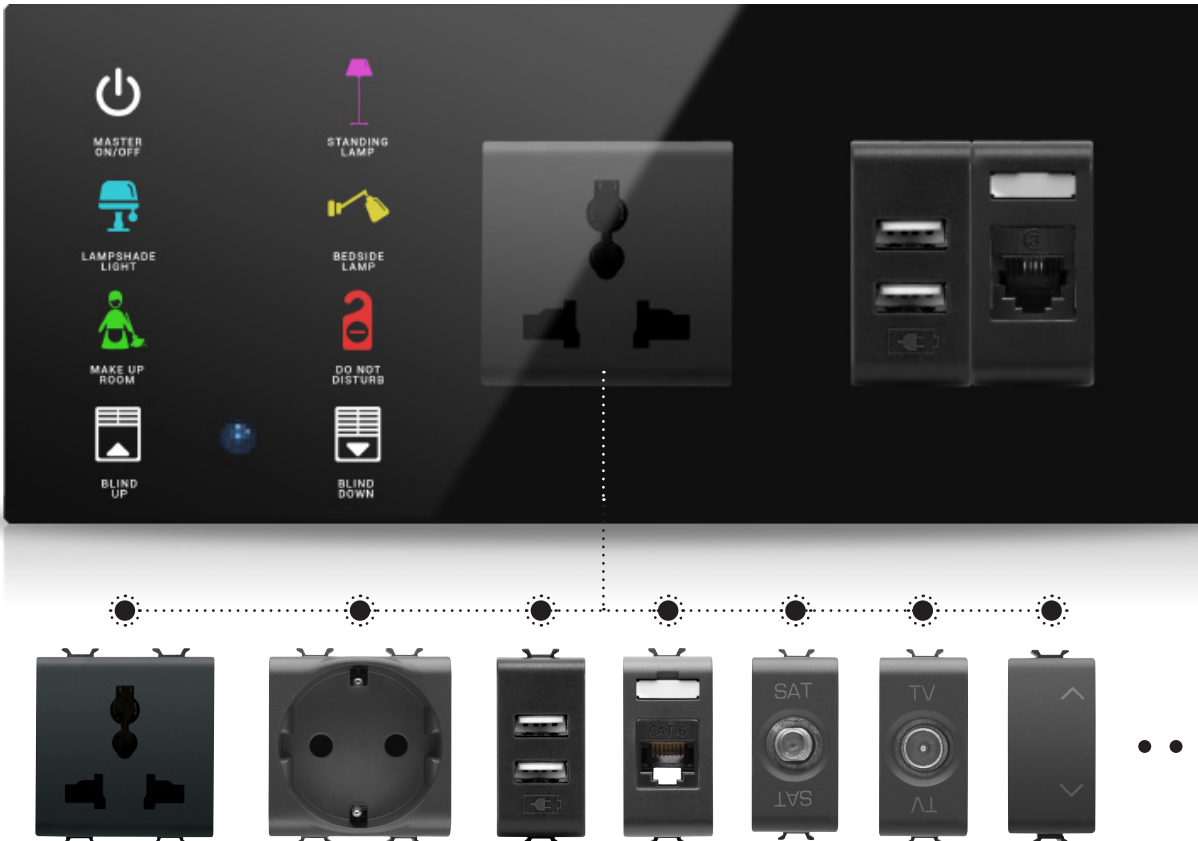 MASTER
ON/OFF
STANDING
LAMP
LAMPSHADE
LIGHT
BEDSIDE
LAMP
MAKE UP
ROOM
DO NOT
DISTURB
BLIND
UP
BLIND
DOWN
CAT 6
SAT
SAT
TV
TV